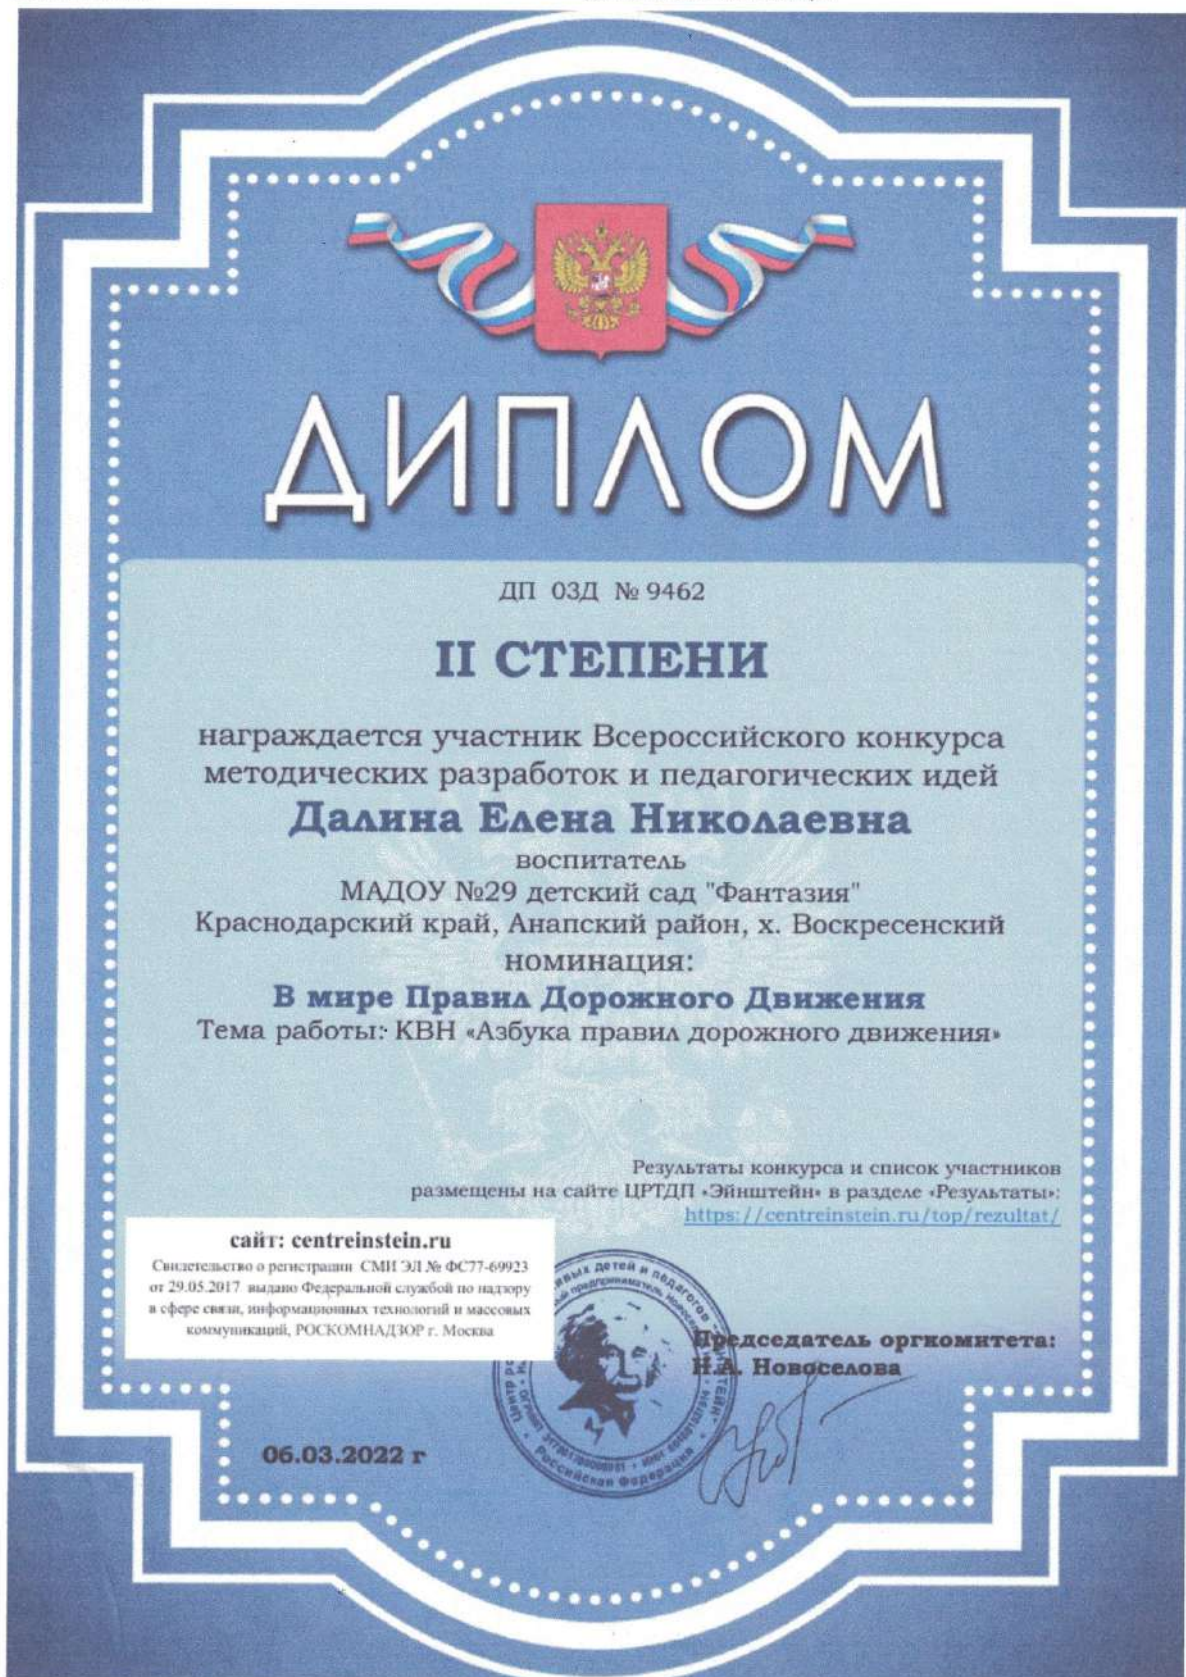 ДИПЛОМ
ДП 03Д № 9462
II СТЕПЕНИ
награждается участник Всероссийского конкурса
методических разработок и педагогических идей
Далина Елена Николаевна
воспитатель
МАДОУ №29 детский сад "Фантазия"
Краснодарский край, Анапский район, х. Воскресенский
номинация:
В мире Правил Дорожного Движения
Тема работы: КВН «Азбука правил дорожного движения»
Результаты конкурса и список участников
размещены на сайте ЦРТДП «Эйнштейн» в разделе «Результаты»:
https://centreinstein.ru/top/rezultat/
сайт: centreinstein.ru
Свидетельство о регистрации СМИ ЭЛ № ФС77-69923
от 29.05.2017 выдано Федеральной службой по надзору
в сфере связи, информационных технологий и массовых
коммуникаций, РОСКОМНАДЗОР г. Москва
детей и педагогов
Российская Федерация
Председатель оргкомитета:
Н.А. Новоселова
06.03.2022 г